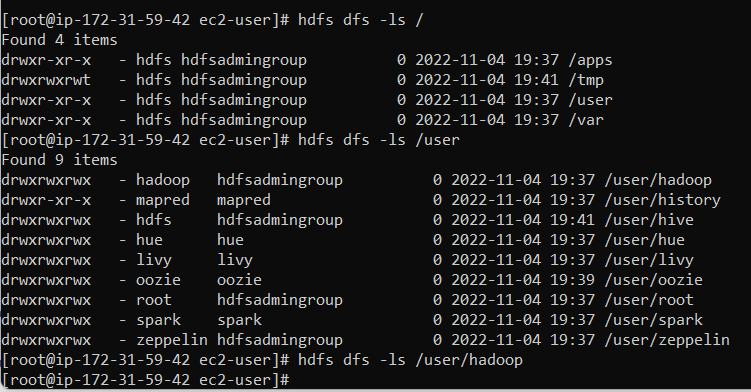 [root@ip-172-31-59-42 ec2-user]# hdfs dfs -ls /
Found 4 items
drwxr-xr-x   - hdfs hdfsadmingroup          0 2022-11-04 19:37 /apps
drwxrwxrwt   - hdfs hdfsadmingroup          0 2022-11-04 19:41 /tmp
drwxr-xr-x   - hdfs hdfsadmingroup          0 2022-11-04 19:37 /user
drwxr-xr-x   - hdfs hdfsadmingroup          0 2022-11-04 19:37 /var
[root@ip-172-31-59-42 ec2-user]# hdfs dfs -ls /user
Found 9 items
drwxrwxrwx   - hadoop   hdfsadmingroup          0 2022-11-04 19:37 /user/hadoop
drwxr-xr-x   - mapred   mapred                  0 2022-11-04 19:37 /user/history
drwxrwxrwx   - hdfs     hdfsadmingroup          0 2022-11-04 19:41 /user/hive
drwxrwxrwx   - hue      hue                     0 2022-11-04 19:37 /user/hue
drwxrwxrwx   - livy     livy                    0 2022-11-04 19:37 /user/livy
drwxrwxrwx   - oozie    oozie                   0 2022-11-04 19:39 /user/oozie
drwxrwxrwx   - root     hdfsadmingroup          0 2022-11-04 19:37 /user/root
drwxrwxrwx   - spark    spark                   0 2022-11-04 19:37 /user/spark
drwxrwxrwx   - zeppelin hdfsadmingroup          0 2022-11-04 19:37 /user/zeppelin
[root@ip-172-31-59-42 ec2-user]# hdfs dfs -ls /user/hadoop
[root@ip-172-31-59-42 ec2-user]#